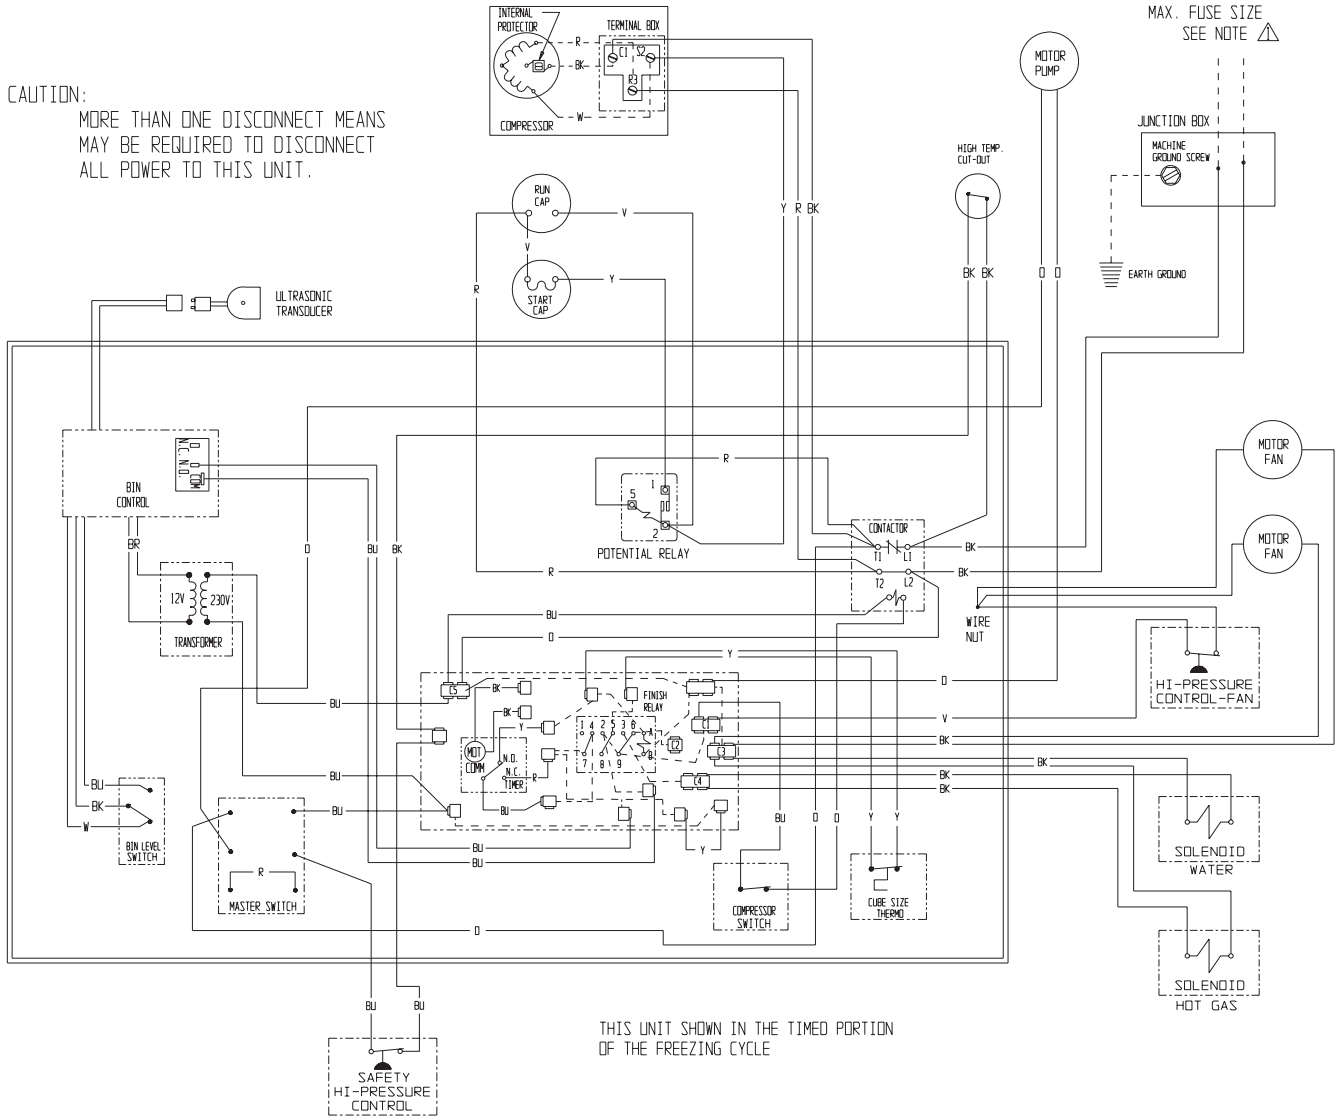 INTERNAL
PROTECTOR
TERMINAL BOX
R
C1
S2
BK
R3
W
COMPRESSOR
MAX. FUSE SIZE
SEE NOTE 1
MOTOR
PUMP
CAUTION:
MORE THAN ONE DISCONNECT MEANS
MAY BE REQUIRED TO DISCONNECT
ALL POWER TO THIS UNIT.
JUNCTION BOX
MACHINE
GROUND SCREW
HIGH TEMP.
CUT-OUT
RUN
CAP
V
Y R BK
V
Y
START
CAP
R
BK BK
O O
EARTH GROUND
ULTRASONIC
TRANSDUCER
MOTOR
FAN
MOTOR
FAN
N.C.
N.O.
COM
BIN
CONTROL
BR
R
1
5
2
POTENTIAL RELAY
CONTACTOR
T1 L1
T2 L2
BK
BK
O
BU
BK
R
12V
230V
TRANSFORMER
BU
O
WIRE
NUT
HI-PRESSURE
CONTROL-FAN
Y
C5
BK
BK
Y
FINISH
RELAY
1 4 2 5 3 6 A
7 8 9 B
C1
C2
C3
C4
MOT
COMM
N.O.
N.C.
TIMER
R
BU
O
V
BK
BK
BK
BK
BU
BU
BU
BU
BU
Y
BU
BK
W
BIN LEVEL
SWITCH
R
MASTER SWITCH
BU
O
O
Y
Y
COMPRESSOR
SWITCH
CUBE SIZE
THERMO
SOLENOID
WATER
O
SOLENOID
HOT GAS
BU
BU
THIS UNIT SHOWN IN THE TIMED PORTION
OF THE FREEZING CYCLE
SAFETY
HI-PRESSURE
CONTROL